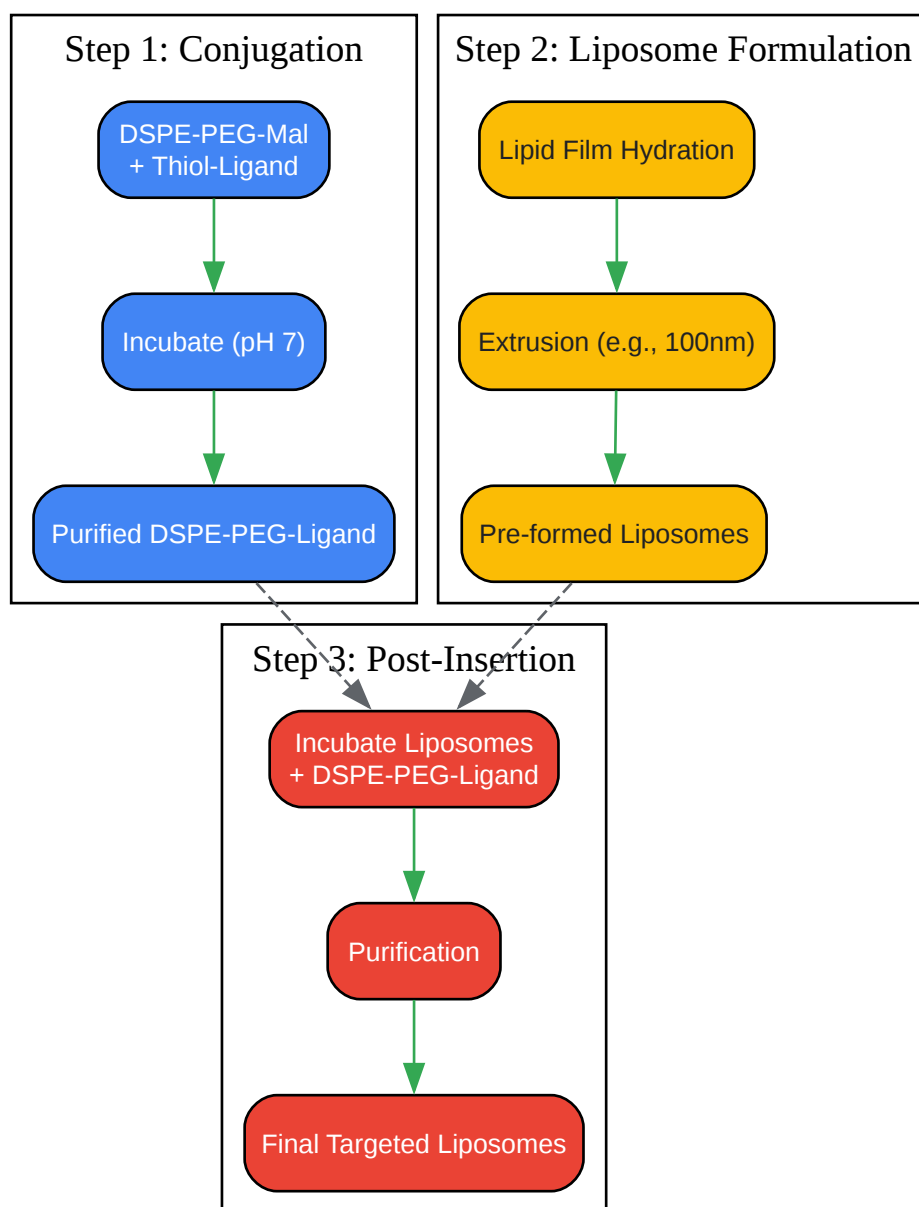 Step 1: Conjugation
DSPE-PEG-Mal
+ Thiol-Ligand
Incubate (pH 7)
Purified DSPE-PEG-Ligand
Step 2: Liposome Formulation
Lipid Film Hydration
Extrusion (e.g., 100nm)
Pre-formed Liposomes
Step 3: Post-Insertion
Incubate Liposomes
+ DSPE-PEG-Ligand
Purification
Final Targeted Liposomes